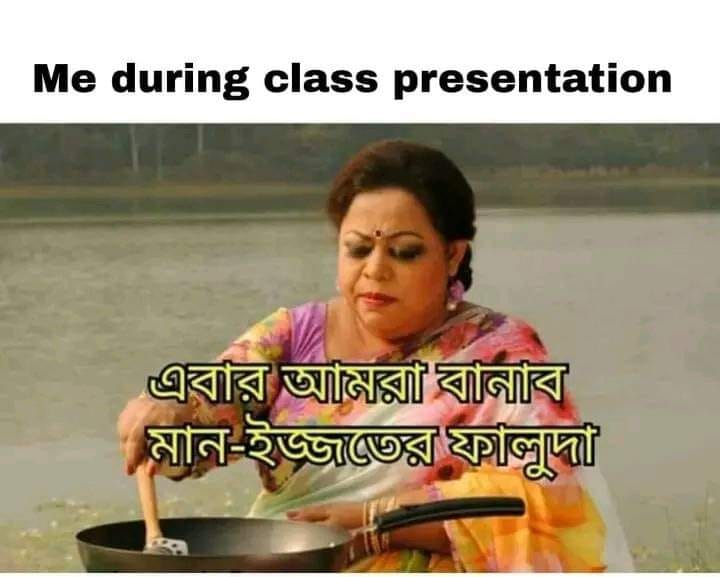 Me during class presentation
এবার আমরা বানাব
মান-ইজ্জতের ফালুদা